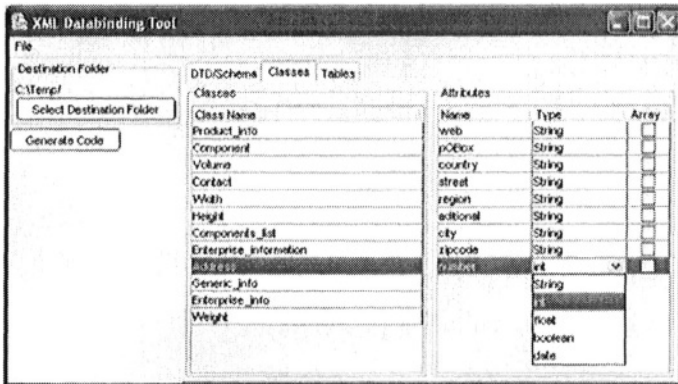 XML Databinding Tool
File
Destination Folder
C:\Temp/
Select Destination Folder
Generate Code
DTD/Schema Classes Tables
Classes
Class Name
Product_info
Component
Volume
Contact
Width
Height
Components_list
Enterprise_information
Address
Generic_info
Enterprise_info
Weight
Attributes
Name Type Array
web String
pOBox String
country String
street String
region String
aditional String
city String
zipcode String
number int
String
int
float
boolean
date